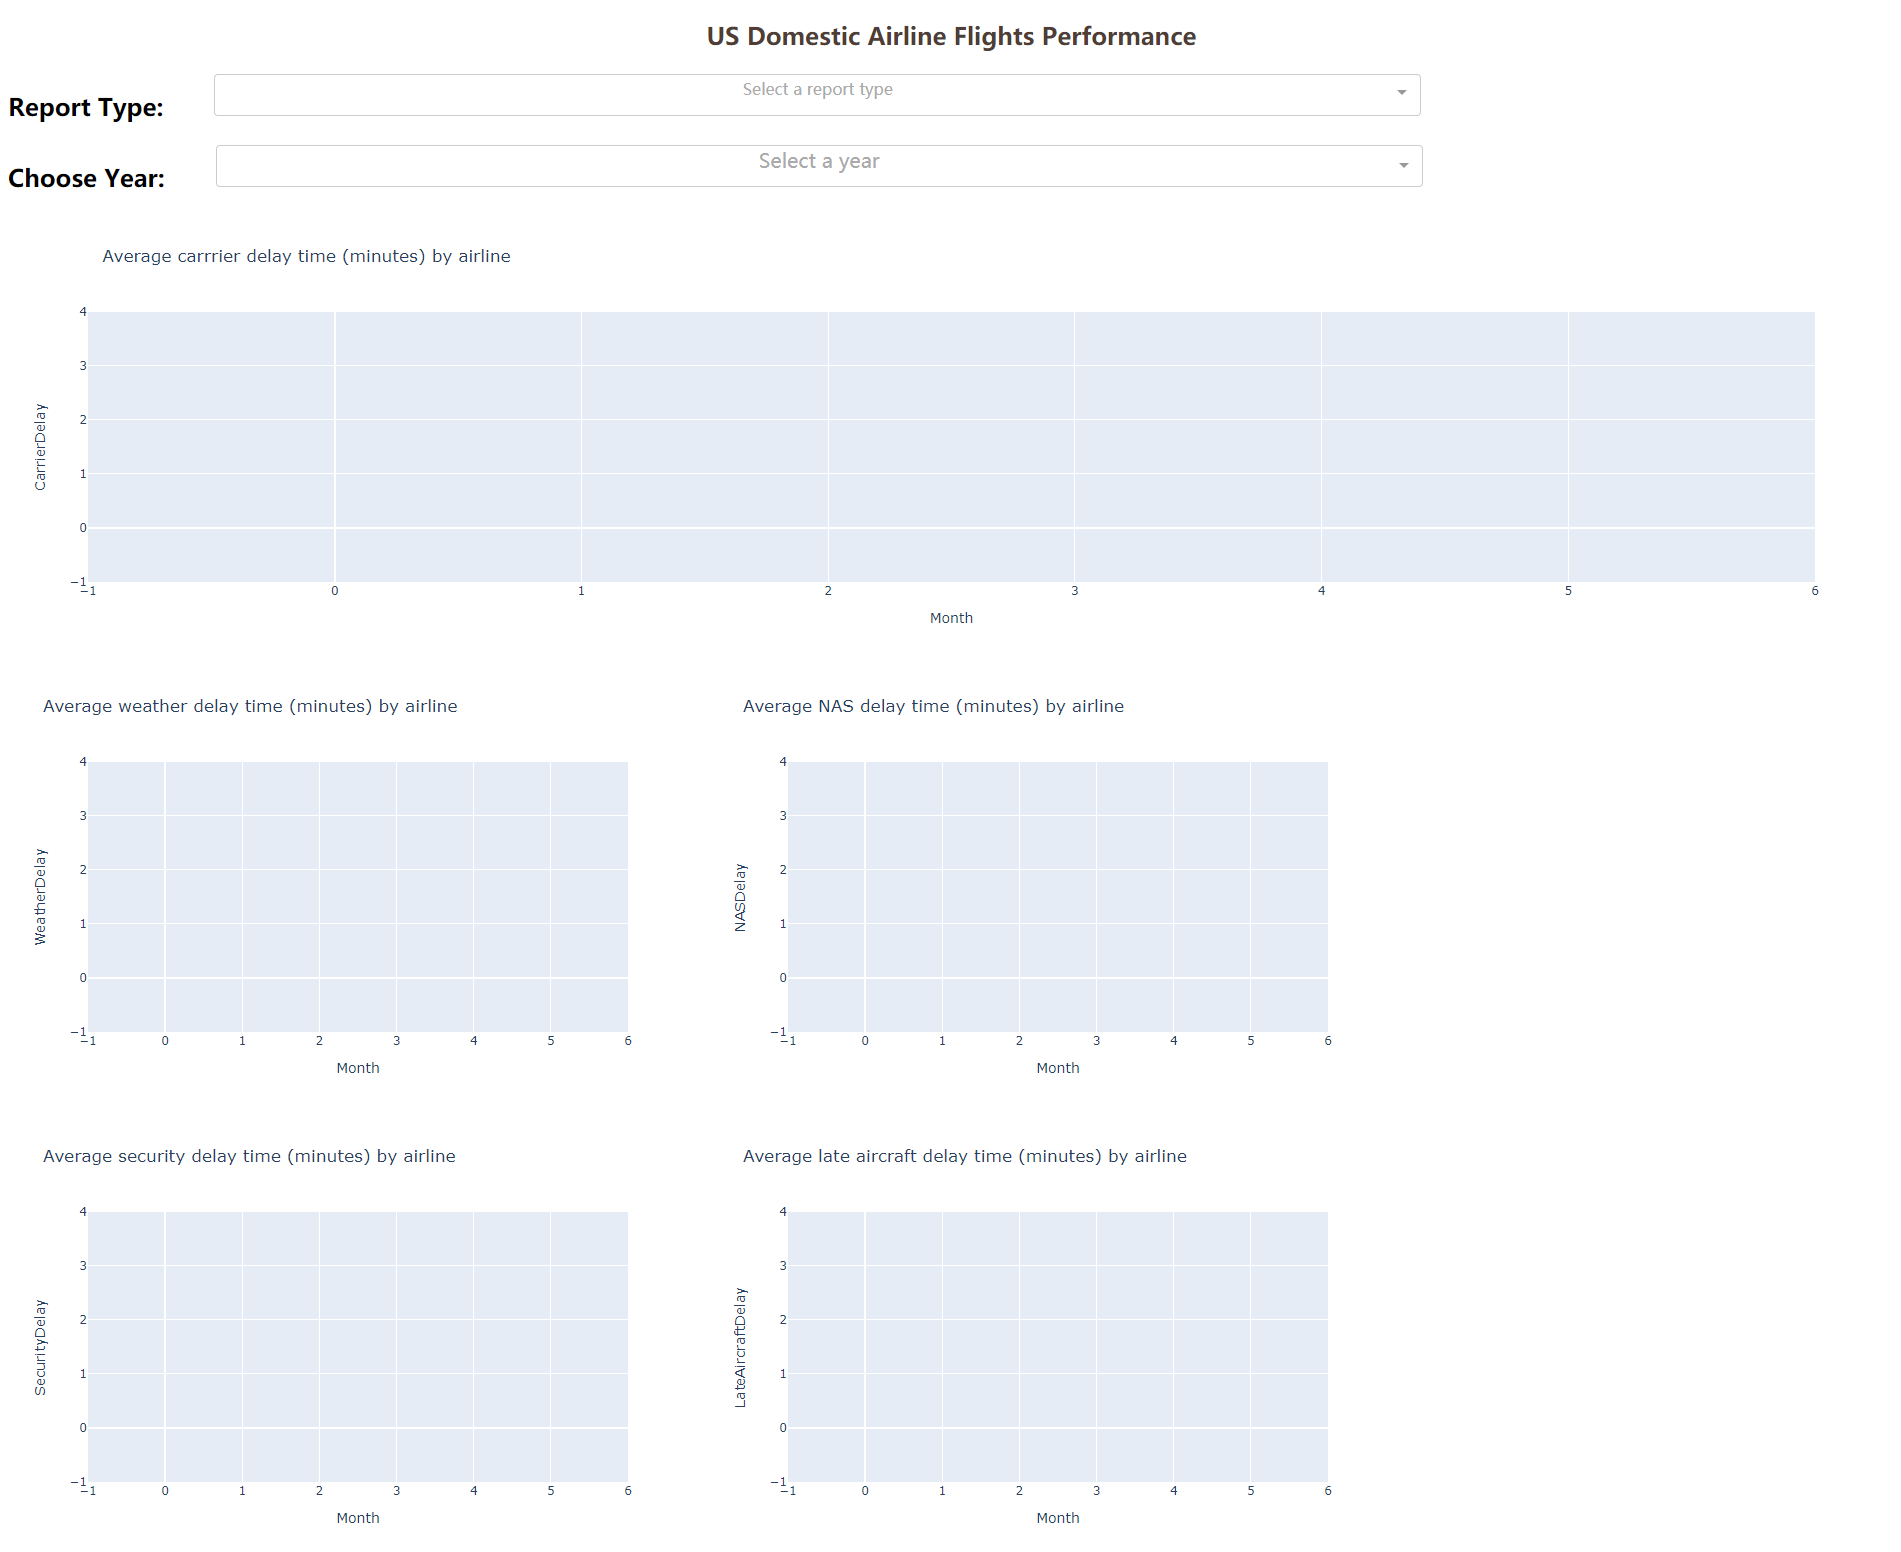 US Domestic Airline Flights Performance
Report Type:
Select a report type
Choose Year:
Select a year
Average carrrier delay time (minutes) by airline
4
3
2
1
0
−1
CarrierDelay
−1 0 1 2 3 4 5 6
Month
Average weather delay time (minutes) by airline
4
3
2
1
0
−1
WeatherDelay
−1 0 1 2 3 4 5 6
Month
Average NAS delay time (minutes) by airline
4
3
2
1
0
−1
NASDelay
−1 0 1 2 3 4 5 6
Month
Average security delay time (minutes) by airline
4
3
2
1
0
−1
SecurityDelay
−1 0 1 2 3 4 5 6
Month
Average late aircraft delay time (minutes) by airline
4
3
2
1
0
−1
LateAircraftDelay
−1 0 1 2 3 4 5 6
Month